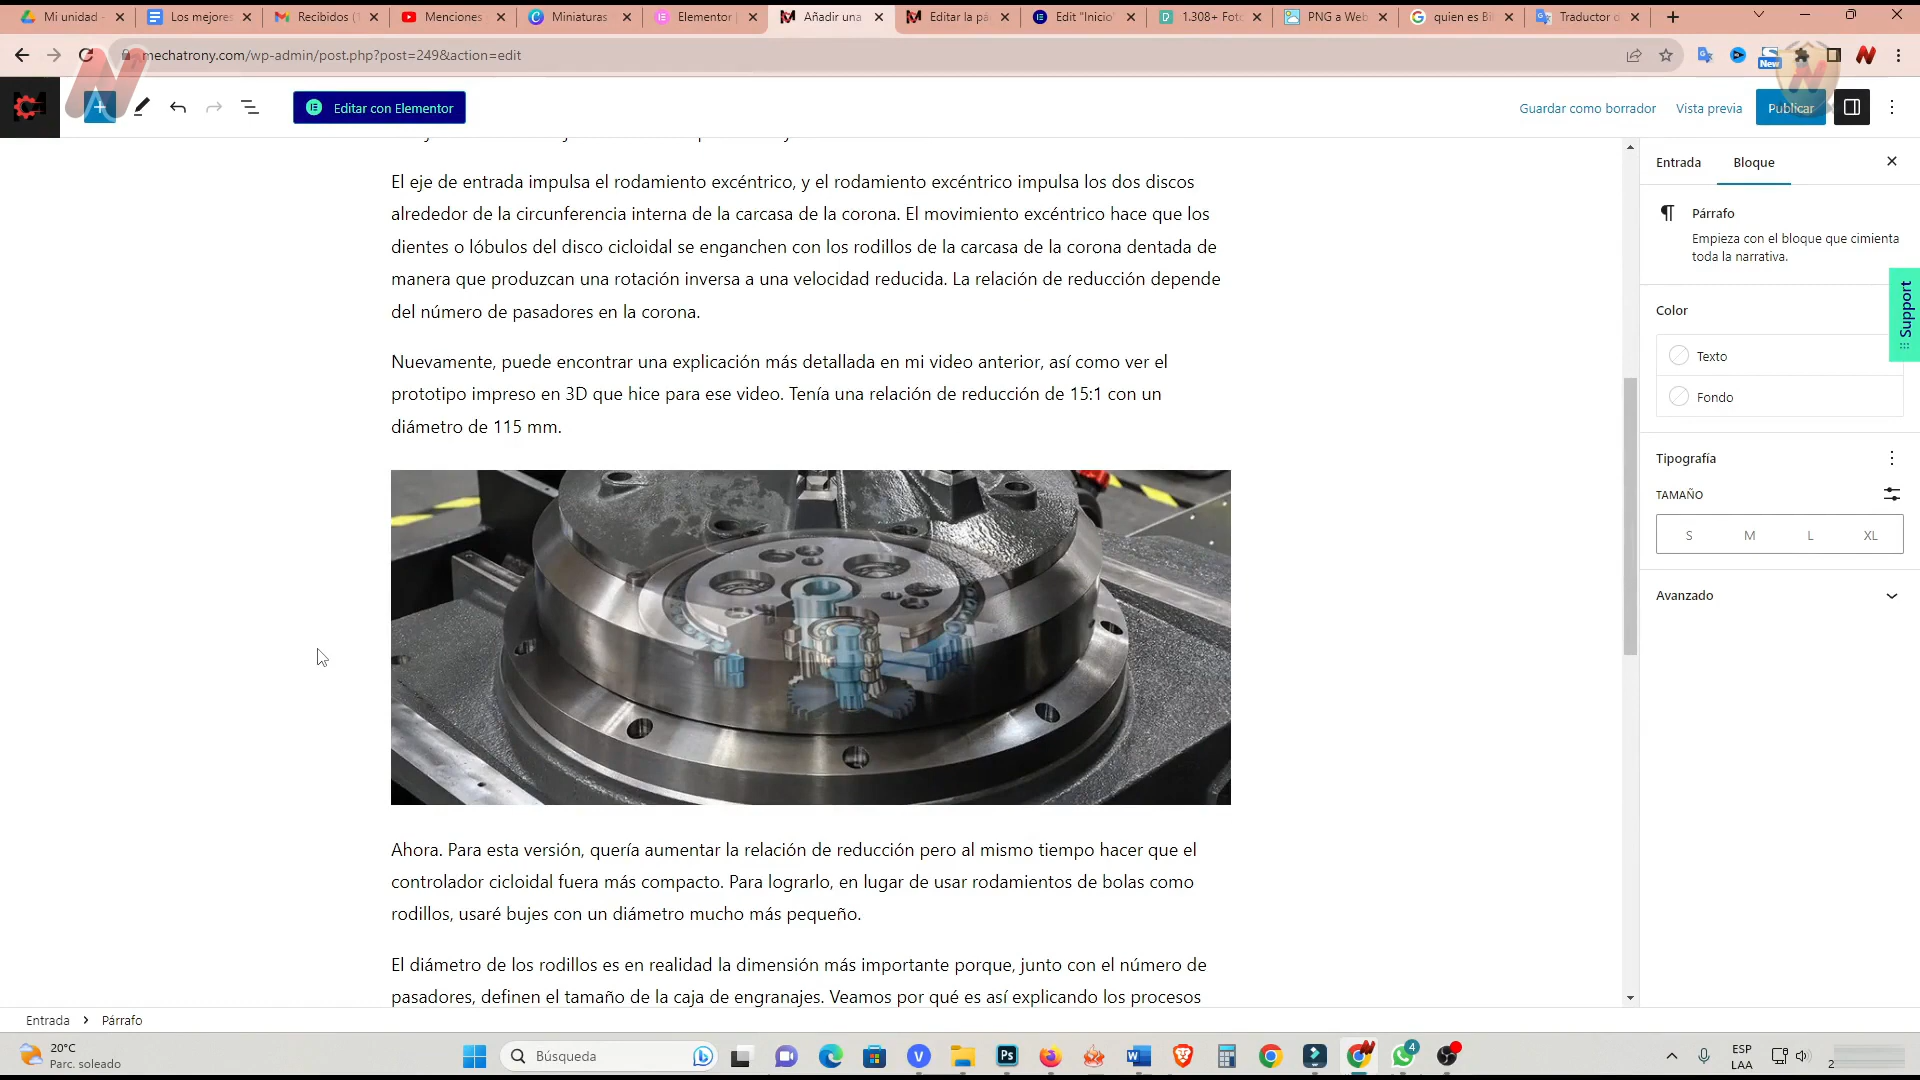 Mi unidad -
Los mejores
Recibidos (1
Menciones
Miniaturas
Elementor |
Añadir una
Editar la pá
Edit "Inicio"
1.308+ Fot
PNG a Web
quien es Bi
Traductor d
mechatrony.com/wp-admin/post.php?post=249&action=edit
New
Editar con Elementor
Guardar como borrador
Vista previa
Publicar
El eje de entrada impulsa el rodamiento excéntrico, y el rodamiento excéntrico impulsa los dos discos
alrededor de la circunferencia interna de la carcasa de la corona. El movimiento excéntrico hace que los
dientes o lóbulos del disco cicloidal se enganchen con los rodillos de la carcasa de la corona dentada de
manera que produzcan una rotación inversa a una velocidad reducida. La relación de reducción depende
del número de pasadores en la corona.
Nuevamente, puede encontrar una explicación más detallada en mi video anterior, así como ver el
prototipo impreso en 3D que hice para ese video. Tenía una relación de reducción de 15:1 con un
diámetro de 115 mm.
Ahora. Para esta versión, quería aumentar la relación de reducción pero al mismo tiempo hacer que el
controlador cicloidal fuera más compacto. Para lograrlo, en lugar de usar rodamientos de bolas como
rodillos, usaré bujes con un diámetro mucho más pequeño.
El diámetro de los rodillos es en realidad la dimensión más importante porque, junto con el número de
pasadores, definen el tamaño de la caja de engranajes. Veamos por qué es así explicando los procesos
Entrada
Bloque
Párrafo
Empieza con el bloque que cimienta
toda la narrativa.
Color
Texto
Fondo
Tipografía
TAMAÑO
S
M
L
XL
Avanzado
Support
Entrada
Párrafo
20°C
Parc. soleado
Búsqueda
V
Ps
W
4
ESP
LAA
2